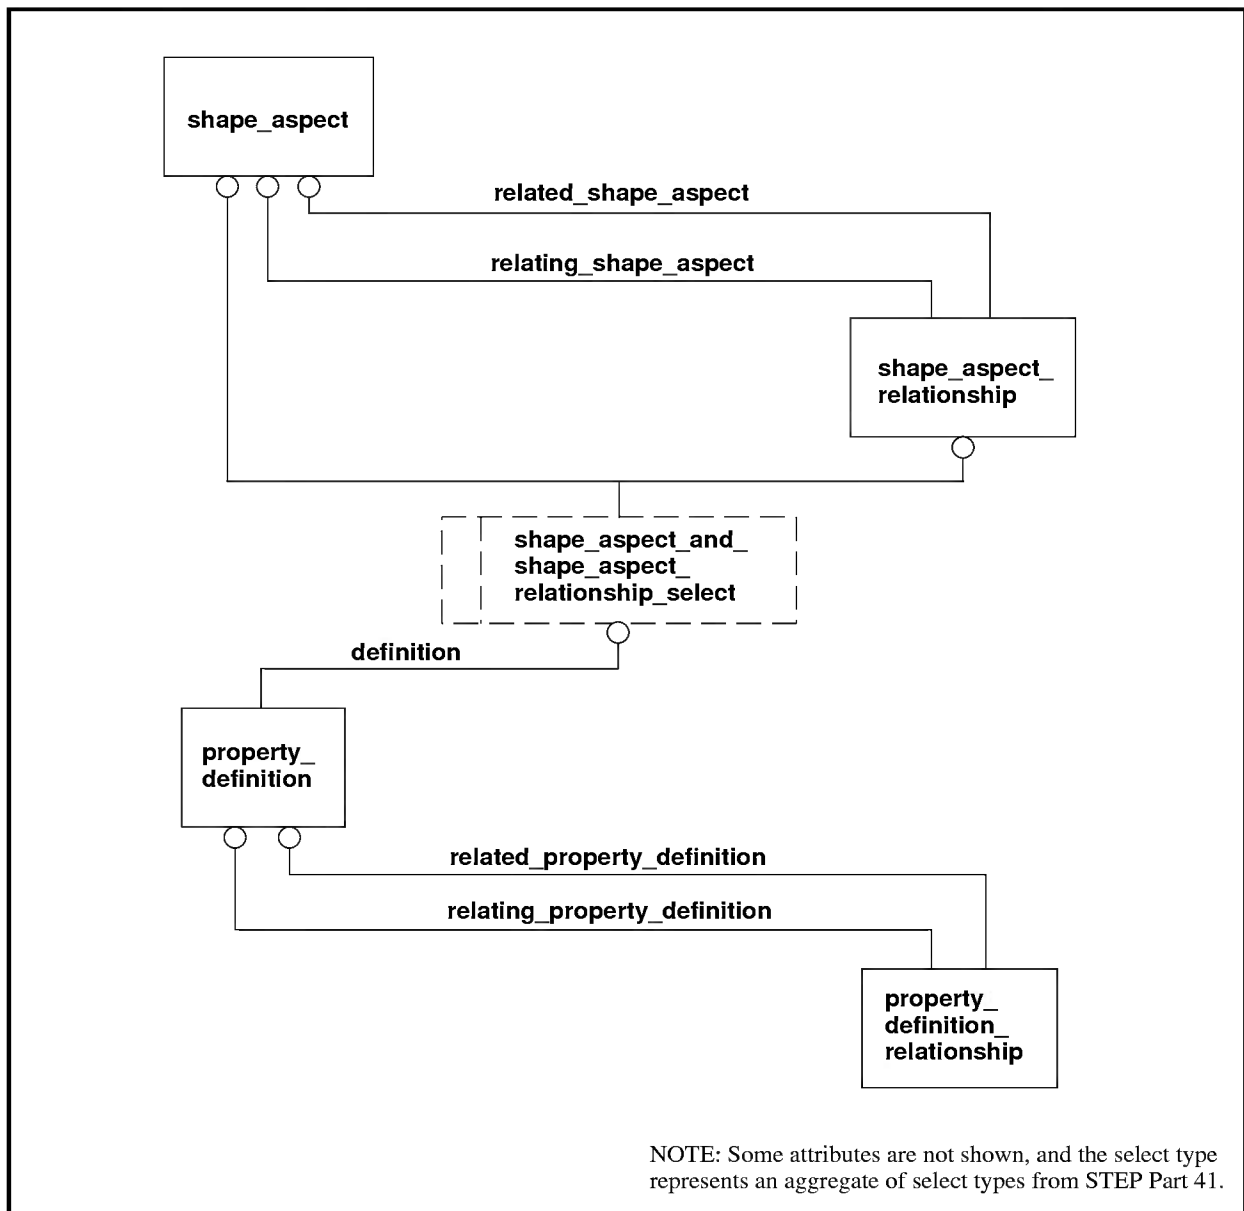 shape_aspect
related_shape_aspect
relating_shape_aspect
shape_aspect_
relationship
shape_aspect_and_
shape_aspect_
relationship_select
definition
property_
definition
related_property_definition
relating_property_definition
property_
definition_
relationship
NOTE: Some attributes are not shown, and the select type
represents an aggregate of select types from STEP Part 41.